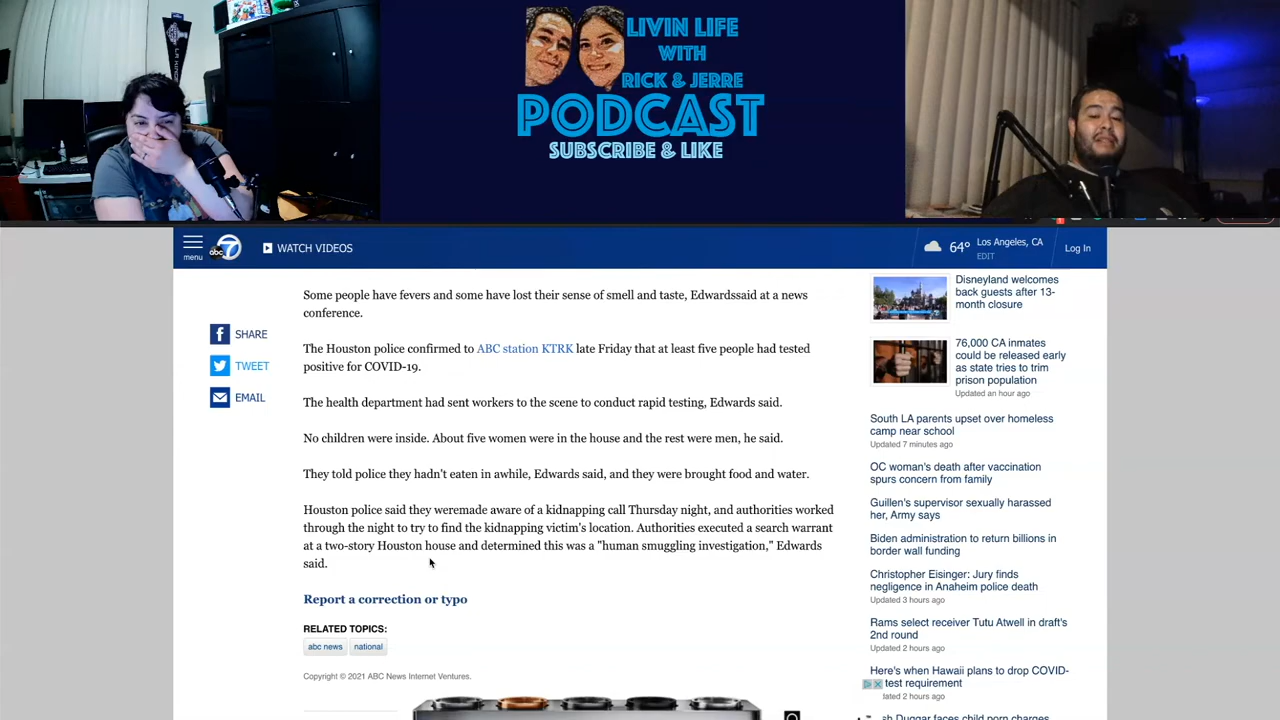 LIVIN LIFE
WITH
RICK & JERRE
PODCAST
SUBSCRIBE & LIKE
menu
abc 7
WATCH VIDEOS
64°
Los Angeles, CA
EDIT
Log In
SHARE
TWEET
EMAIL
Some people have fevers and some have lost their sense of smell and taste, Edwardssaid at a news
conference.
The Houston police confirmed to ABC station KTRK late Friday that at least five people had tested
positive for COVID-19.
The health department had sent workers to the scene to conduct rapid testing, Edwards said.
No children were inside. About five women were in the house and the rest were men, he said.
They told police they hadn't eaten in awhile, Edwards said, and they were brought food and water.
Houston police said they weremade aware of a kidnapping call Thursday night, and authorities worked
through the night to try to find the kidnapping victim's location. Authorities executed a search warrant
at a two-story Houston house and determined this was a "human smuggling investigation," Edwards
said.
Report a correction or typo
RELATED TOPICS:
abc news
national
Copyright © 2021 ABC News Internet Ventures.
Disneyland welcomes
back guests after 13-
month closure
76,000 CA inmates
could be released early
as state tries to trim
prison population
Updated an hour ago
South LA parents upset over homeless
camp near school
Updated 7 minutes ago
OC woman's death after vaccination
spurs concern from family
Guillen's supervisor sexually harassed
her, Army says
Biden administration to return billions in
border wall funding
Christopher Eisinger: Jury finds
negligence in Anaheim police death
Updated 3 hours ago
Rams select receiver Tutu Atwell in draft's
2nd round
Updated 2 hours ago
Here's when Hawaii plans to drop COVID-
test requirement
ated 2 hours ago
sh Duggar faces child porn charges